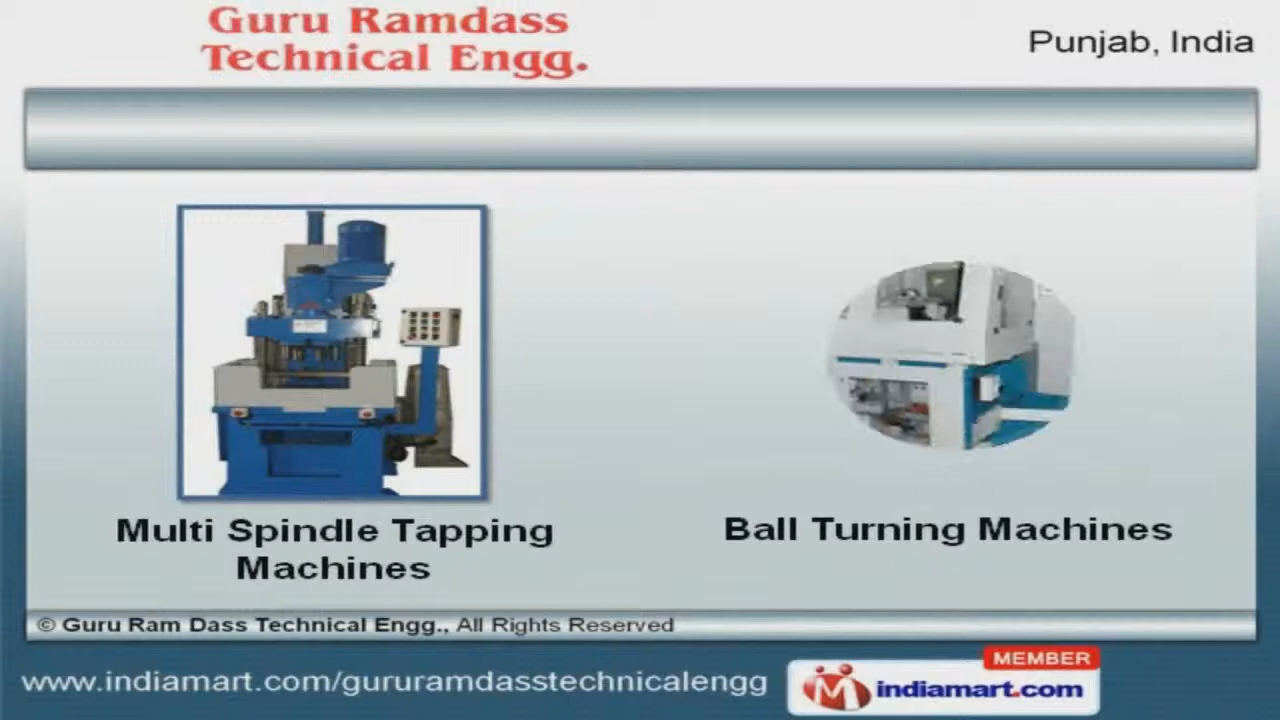 Guru Ramdass
Technical Engg.
Punjab, India
Multi Spindle Tapping
Machines
Ball Turning Machines
© Guru Ram Dass Technical Engg., All Rights Reserved
www.indiamart.com/gururamdasstechnicalengg
MEMBER
indiamart.com